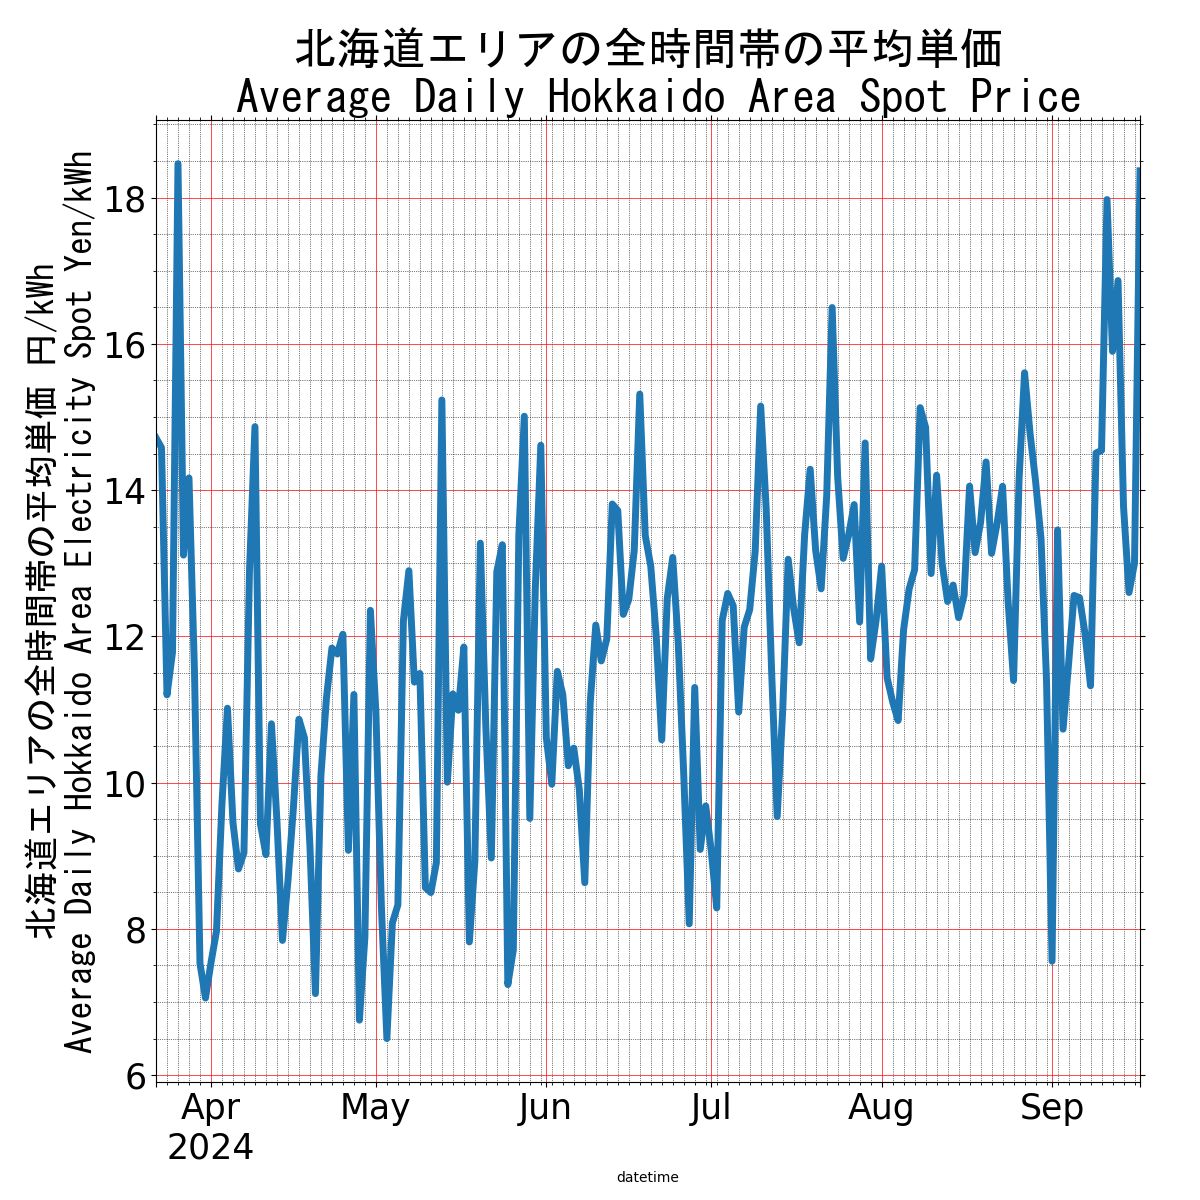 北海道エリアの全時間帯の平均単価
Average Daily Hokkaido Area Spot Price
北海道エリアの全時間帯の平均単価 円/kWh
Average Daily Hokkaido Area Electricity Spot Yen/kWh
18
16
14
12
10
8
6
Apr May Jun Jul Aug Sep
2024
datetime